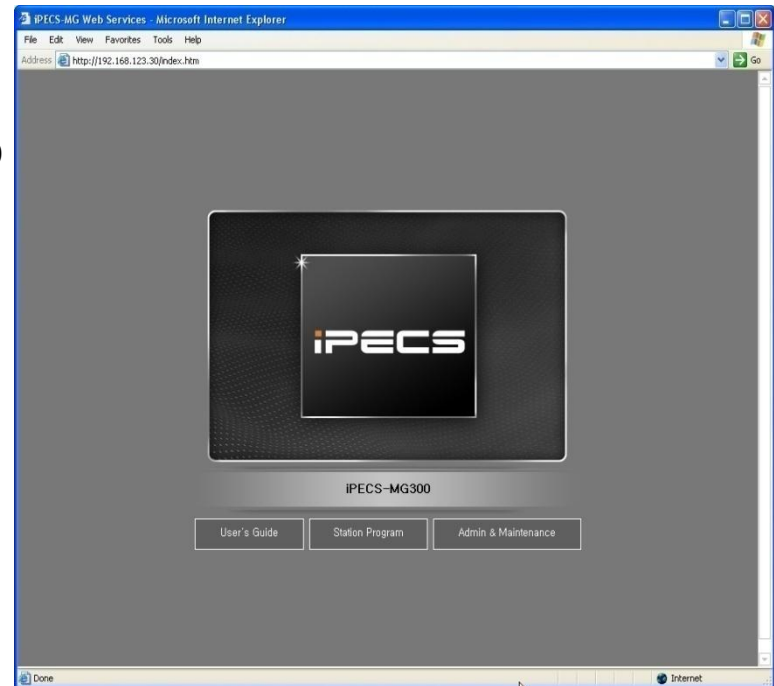 iPECS-MG Web Services - Microsoft Internet Explorer
File Edit View Favorites Tools Help
Address http://192.168.123.30/index.htm Go
iPECS
iPECS-MG300
User's Guide Station Program Admin & Maintenance
Done Internet